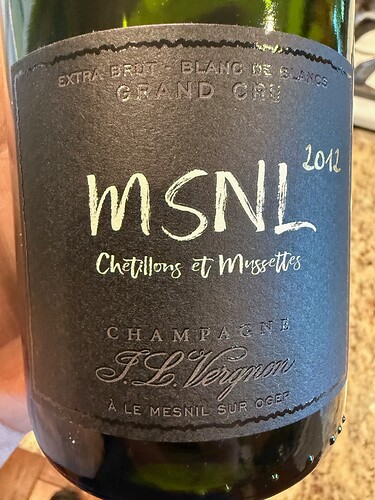 EXTRA BRUT - BLANC DE BLANCS
GRAND CRU
MSNL 2012
Chetillons et Mussettes
CHAMPAGNE
J.L. Vergnon
À LE MESNIL SUR OGER